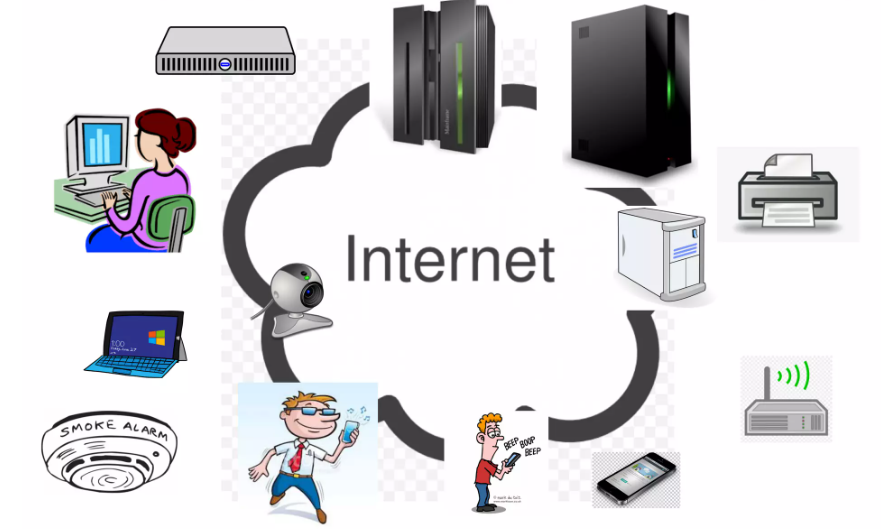 Internet
SMOKE ALARM
BEEP
BOOP
BEEP